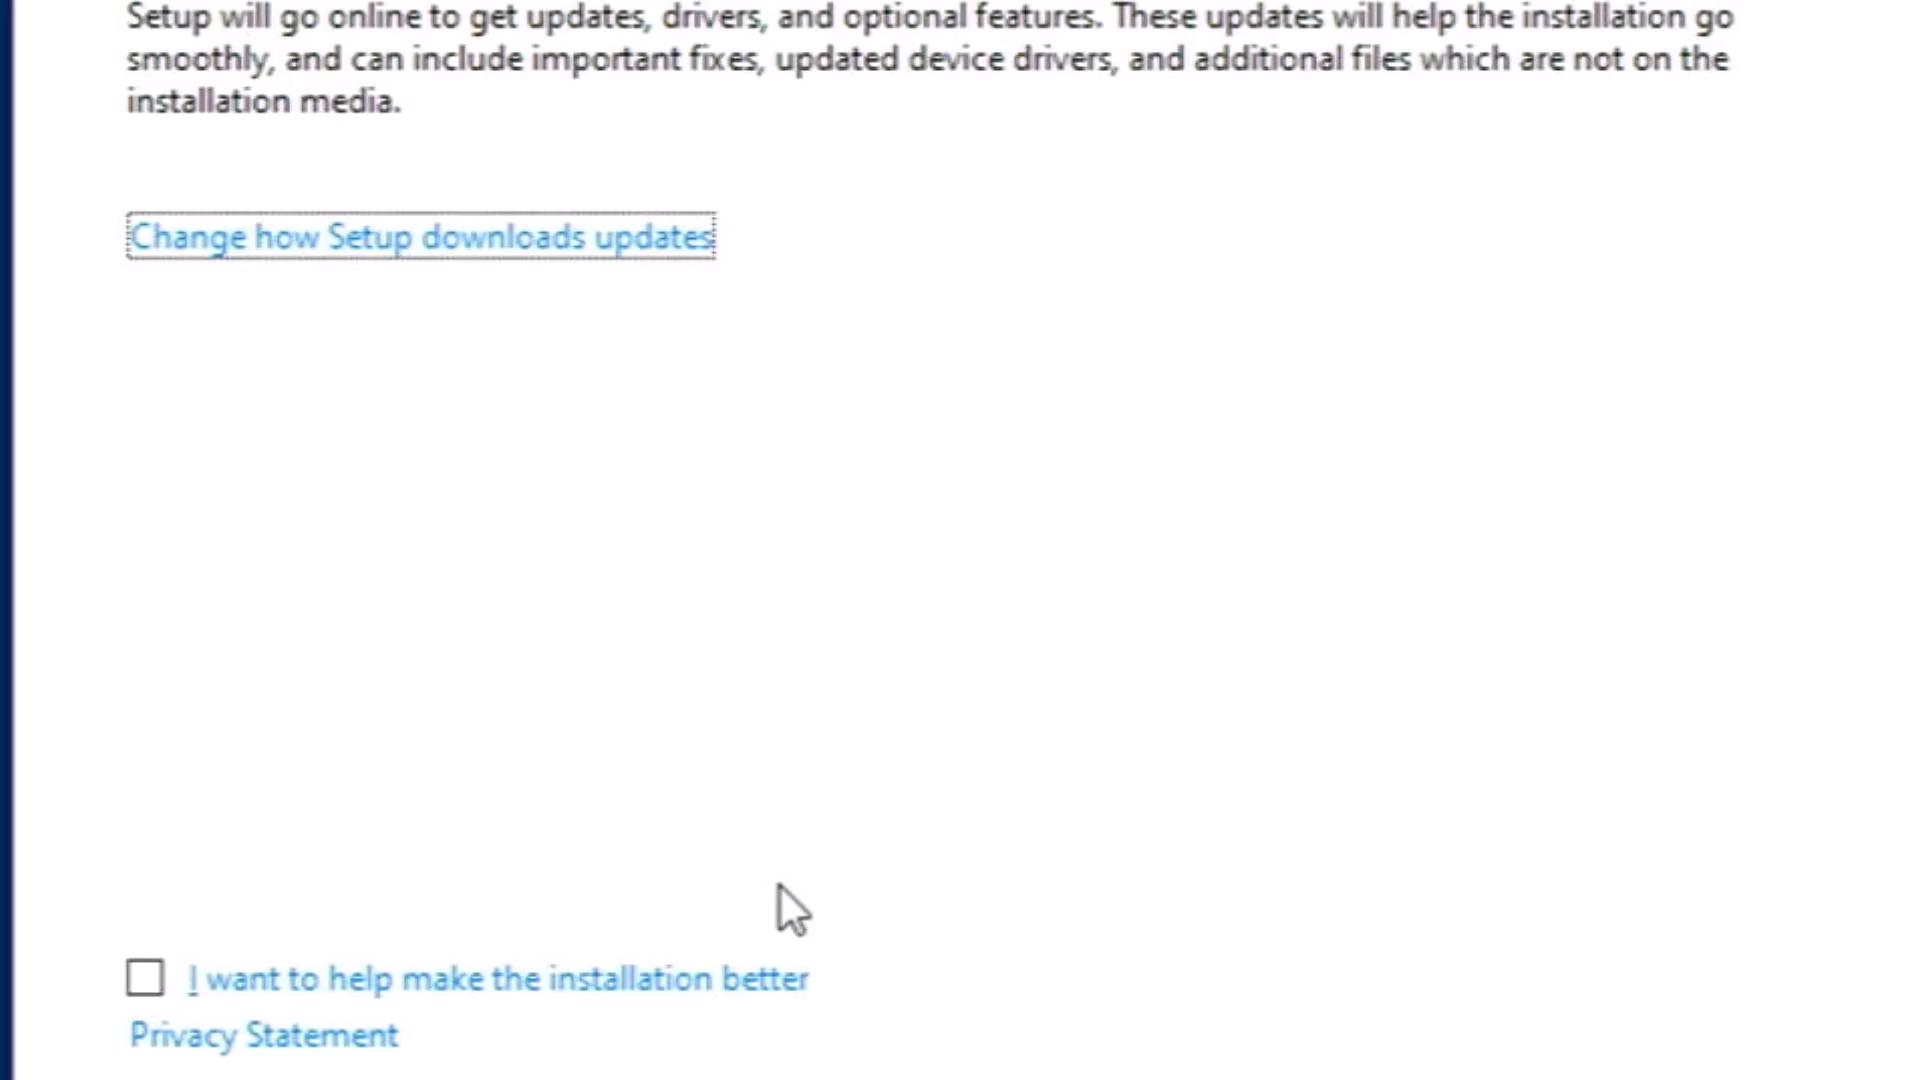 Setup will go online to get updates, drivers, and optional features. These updates will help the installation go
smoothly, and can include important fixes, updated device drivers, and additional files which are not on the
installation media.
Change how Setup downloads updates
I want to help make the installation better
Privacy Statement